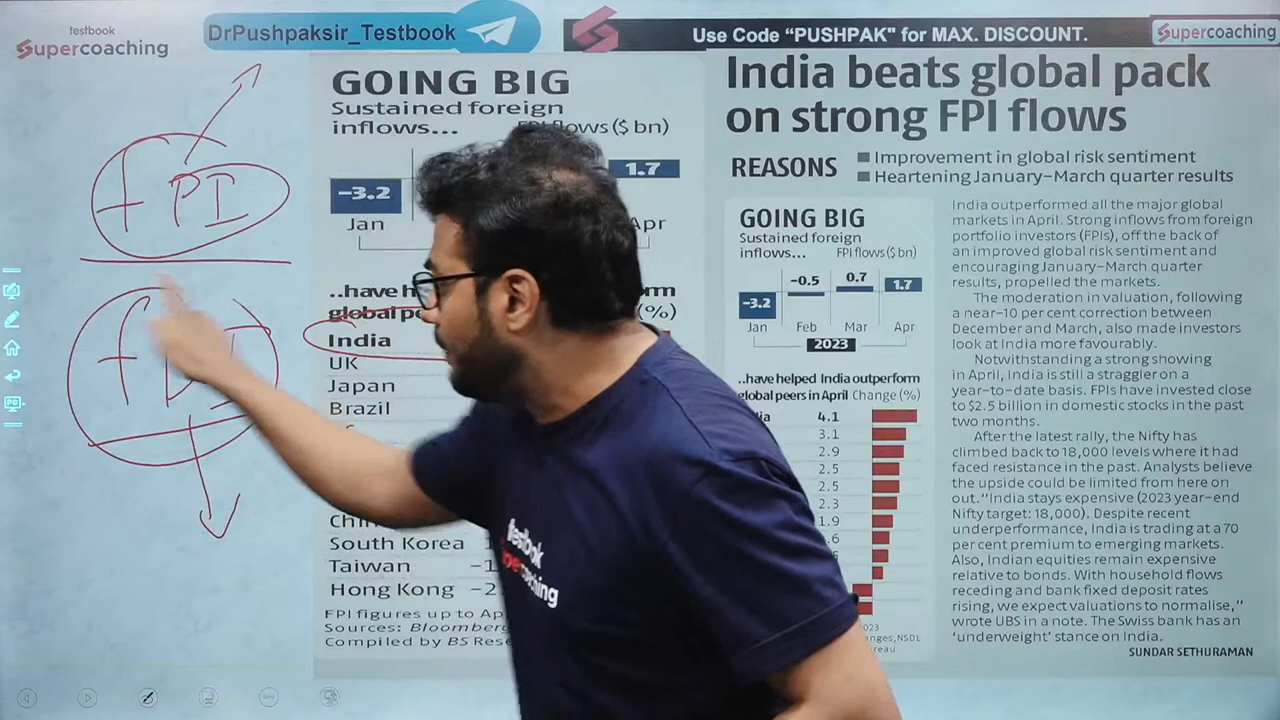 testbook
Supercoaching
DrPushpaksir_Testbook
Use Code “PUSHPAK” for MAX. DISCOUNT.
Supercoaching
FPI
GOING BIG
Sustained foreign
inflows...
flows ($ bn)
-3.2
1.7
Jan
Apr
..have
India
UK
Japan
Brazil
South Korea
Taiwan
Hong Kong
FPI figures up to
Sources: Bloomberg
Compiled by BS
(%)
India beats global pack
on strong FPI flows
REASONS
Improvement in global risk sentiment
Heartening January–March quarter results
GOING BIG
Sustained foreign
inflows...
FPI flows ($ bn)
-3.2
-0.5
0.7
1.7
Jan
Feb
Mar
Apr
2023
..have helped India outperform
global peers in April Change (%)
4.1
3.1
2.9
2.5
2.5
2.3
1.9
India outperformed all the major global
markets in April. Strong inflows from foreign
portfolio investors (FPIs), off the back of
an improved global risk sentiment and
encouraging January–March quarter
results, propelled the markets.
The moderation in valuation, following
a near-10 per cent correction between
December and March, also made investors
look at India more favourably.
Notwithstanding a strong showing
in April, India is still a straggler on a
year-to-date basis. FPIs have invested close
to $2.5 billion in domestic stocks in the past
two months.
After the latest rally, the Nifty has
climbed back to 18,000 levels where it had
faced resistance in the past. Analysts believe
the upside could be limited from here on
out. “India stays expensive (2023 year-end
Nifty target: 18,000). Despite recent
underperformance, India is trading at a 70
per cent premium to emerging markets.
Also, Indian equities remain expensive
relative to bonds. With household flows
receding and bank fixed deposit rates
rising, we expect valuations to normalise,”
wrote UBS in a note. The Swiss bank has an
‘underweight’ stance on India.
SUNDAR SETHURAMAN
testbook
coaching